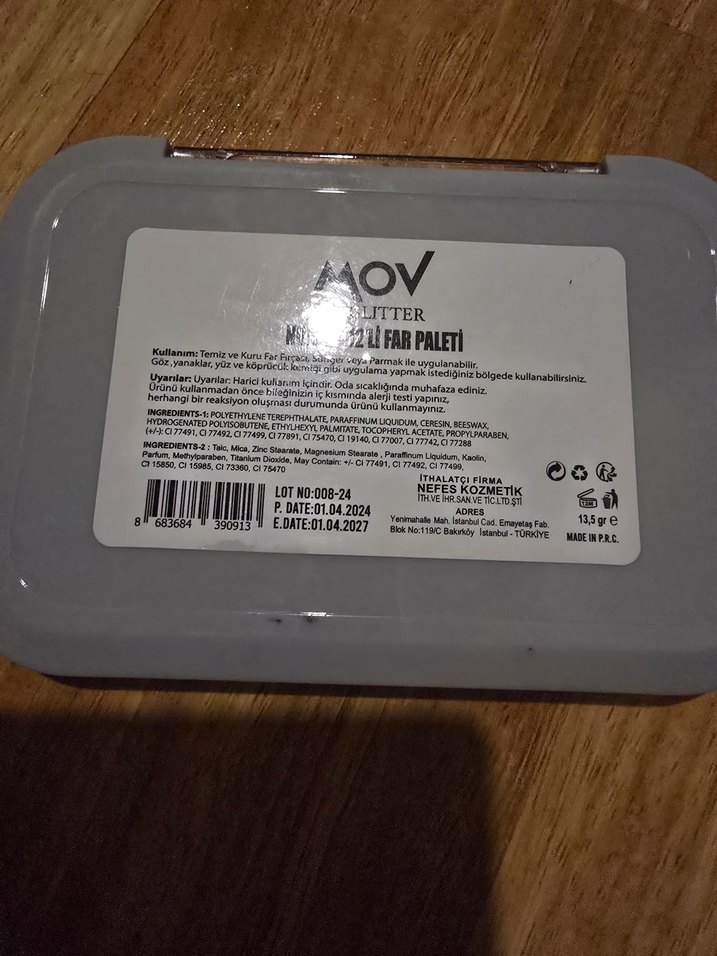 MOV
GLITTER
12 Lİ FAR PALETİ
Kullanım: Temiz ve Kuru Far Fırçası, Sünger veya Parmak ile uygulanabilir.
Göz ,yanaklar, yüz ve köprücük kemiği gibi uygulama yapmak istediğiniz bölgede kullanabilirsiniz.
Uyarılar: Uyarılar: Harici kullanım içindir. Oda sıcaklığında muhafaza ediniz.
Ürünü kullanmadan önce bileğinizin iç kısmında alerji testi yapınız,
herhangi bir reaksiyon oluşması durumunda ürünü kullanmayınız.
INGREDIENTS-1: POLYETHYLENE TEREPHTHALATE, PARAFFINUM LIQUIDUM, CERESIN, BEESWAX,
HYDROGENATED POLYISOBUTENE, ETHYLHEXYL PALMITATE, TOCOPHERYL ACETATE, PROPYLPARABEN,
(+/-): CI 77491, CI 77492, CI 77499, CI 77891, CI 75470, CI 19140, CI 77007, CI 77742, CI 77288
INGREDIENTS-2 : Talc, Mica, Zinc Stearate, Magnesium Stearate , Paraffinum Liquidum, Kaolin,
Parfum, Methylparaben, Titanium Dioxide, May Contain: +/- CI 77491, CI 77492, CI 77499,
CI 15850, CI 15985, CI 73360, CI 75470
8 683684 390913
LOT NO:008-24
P. DATE:01.04.2024
E.DATE:01.04.2027
İTHALATÇI FİRMA
NEFES KOZMETİK
İTH.VE İHR.SAN.VE TİC.LTD.ŞTİ
ADRES
Yenimahalle Mah. İstanbul Cad. Emayetaş Fab.
Blok No:119/C Bakırköy İstanbul - TÜRKİYE
12M
13,5 gr e
MADE IN P.R.C.